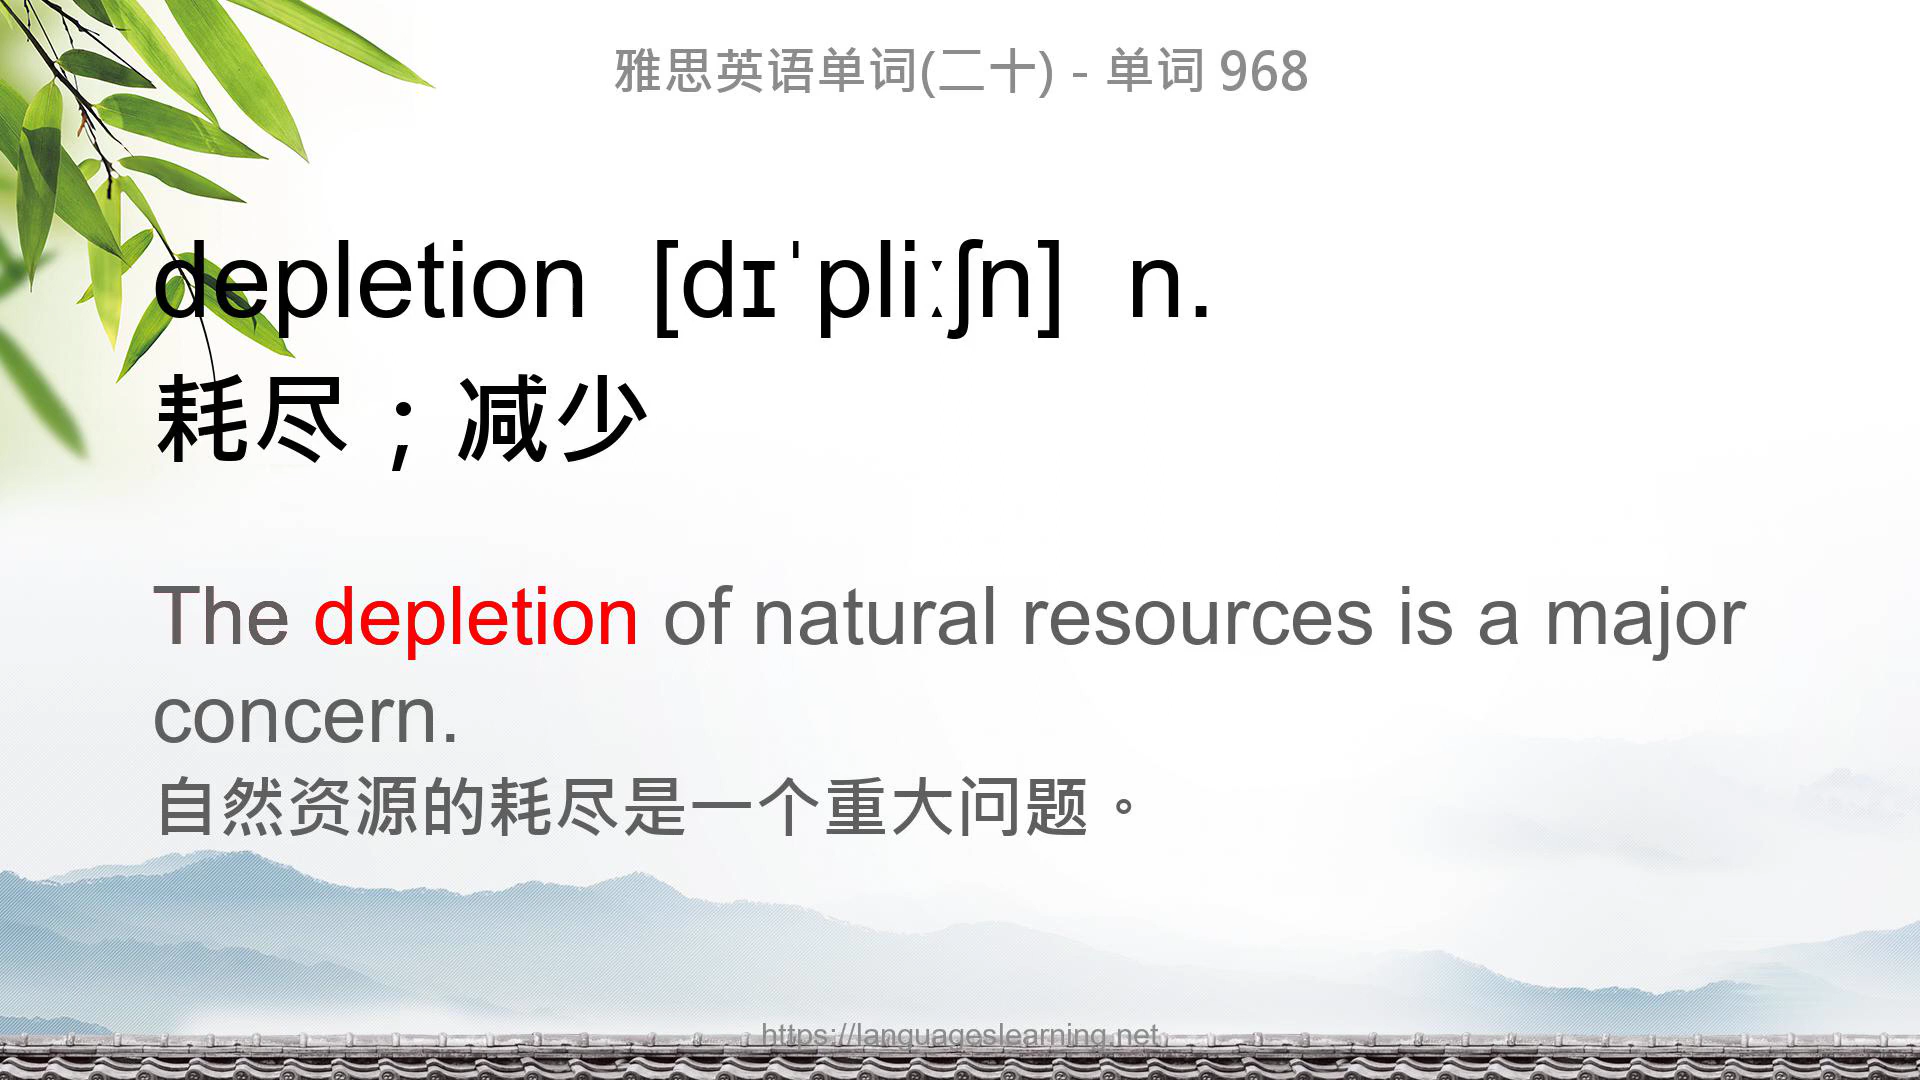 雅思英语单词(二十) - 单词 968
depletion [dɪˈpliːʃn] n.
耗尽；减少
The depletion of natural resources is a major
concern.
自然资源的耗尽是一个重大问题。
https://languageslearning.net